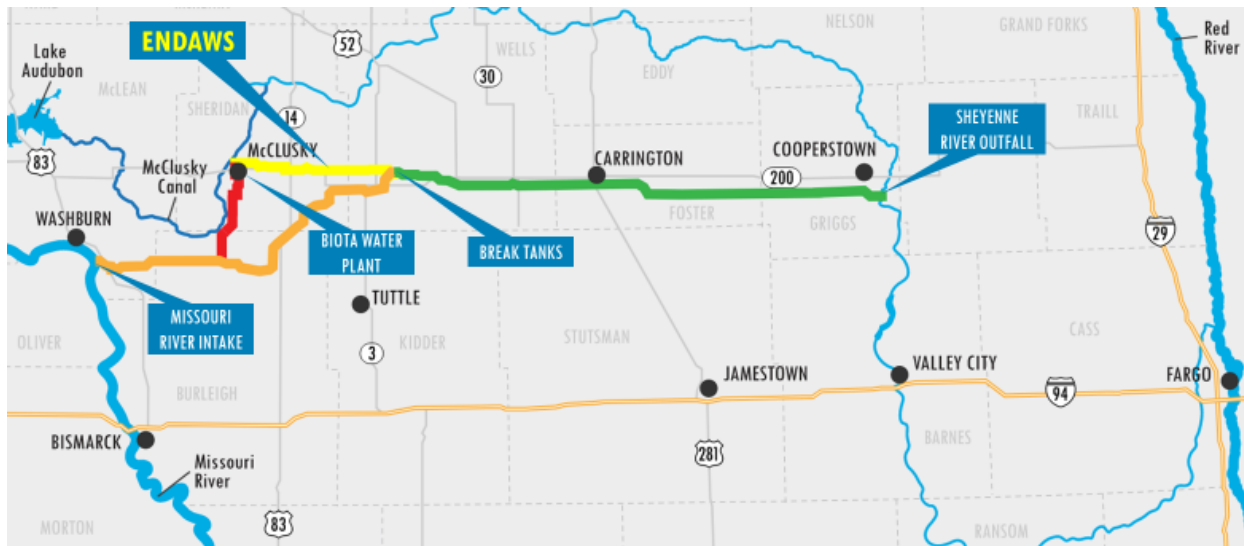 NELSON
GRAND FORKS
Red
River
ENDAWS
52
WELLS
Lake
Audubon
30
EDDY
McLEAN
SHERIDAN
14
TRAILL
SHEYENNE
RIVER OUTFALL
83
McCLUSKY
McClusky
Canal
CARRINGTON
COOPERSTOWN
200
WASHBURN
FOSTER
GRIGGS
29
BIOTA WATER
PLANT
BREAK TANKS
MISSOURI
RIVER INTAKE
TUTTLE
OLIVER
3
KIDDER
STUTSMAN
CASS
BURLEIGH
JAMESTOWN
VALLEY CITY
FARGO
94
BISMARCK
BARNES
281
Missouri
River
MORTON
83
RANSOM